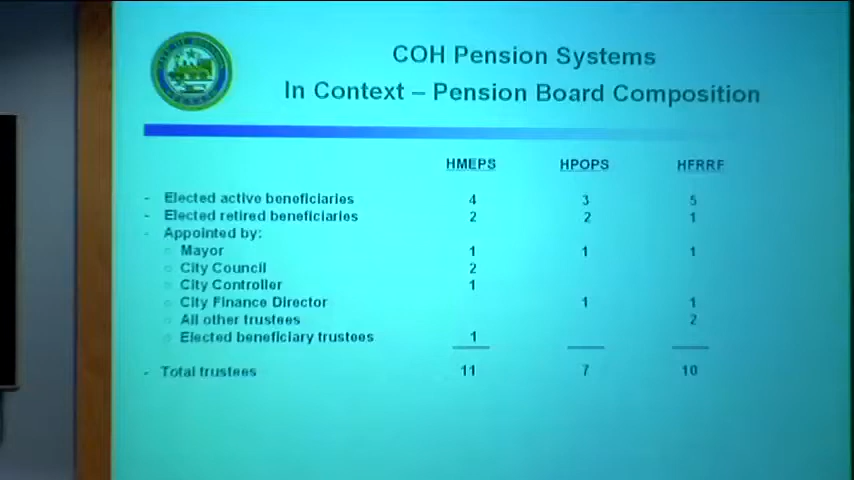 COH Pension Systems
In Context – Pension Board Composition
HMEPS HPOPS HFRRF
- Elected active beneficiaries 4 3 5
- Elected retired beneficiaries 2 2 1
- Appointed by:
○ Mayor 1 1 1
○ City Council 2
○ City Controller 1
○ City Finance Director 1 1
○ All other trustees 2
○ Elected beneficiary trustees 1
- Total trustees 11 7 10